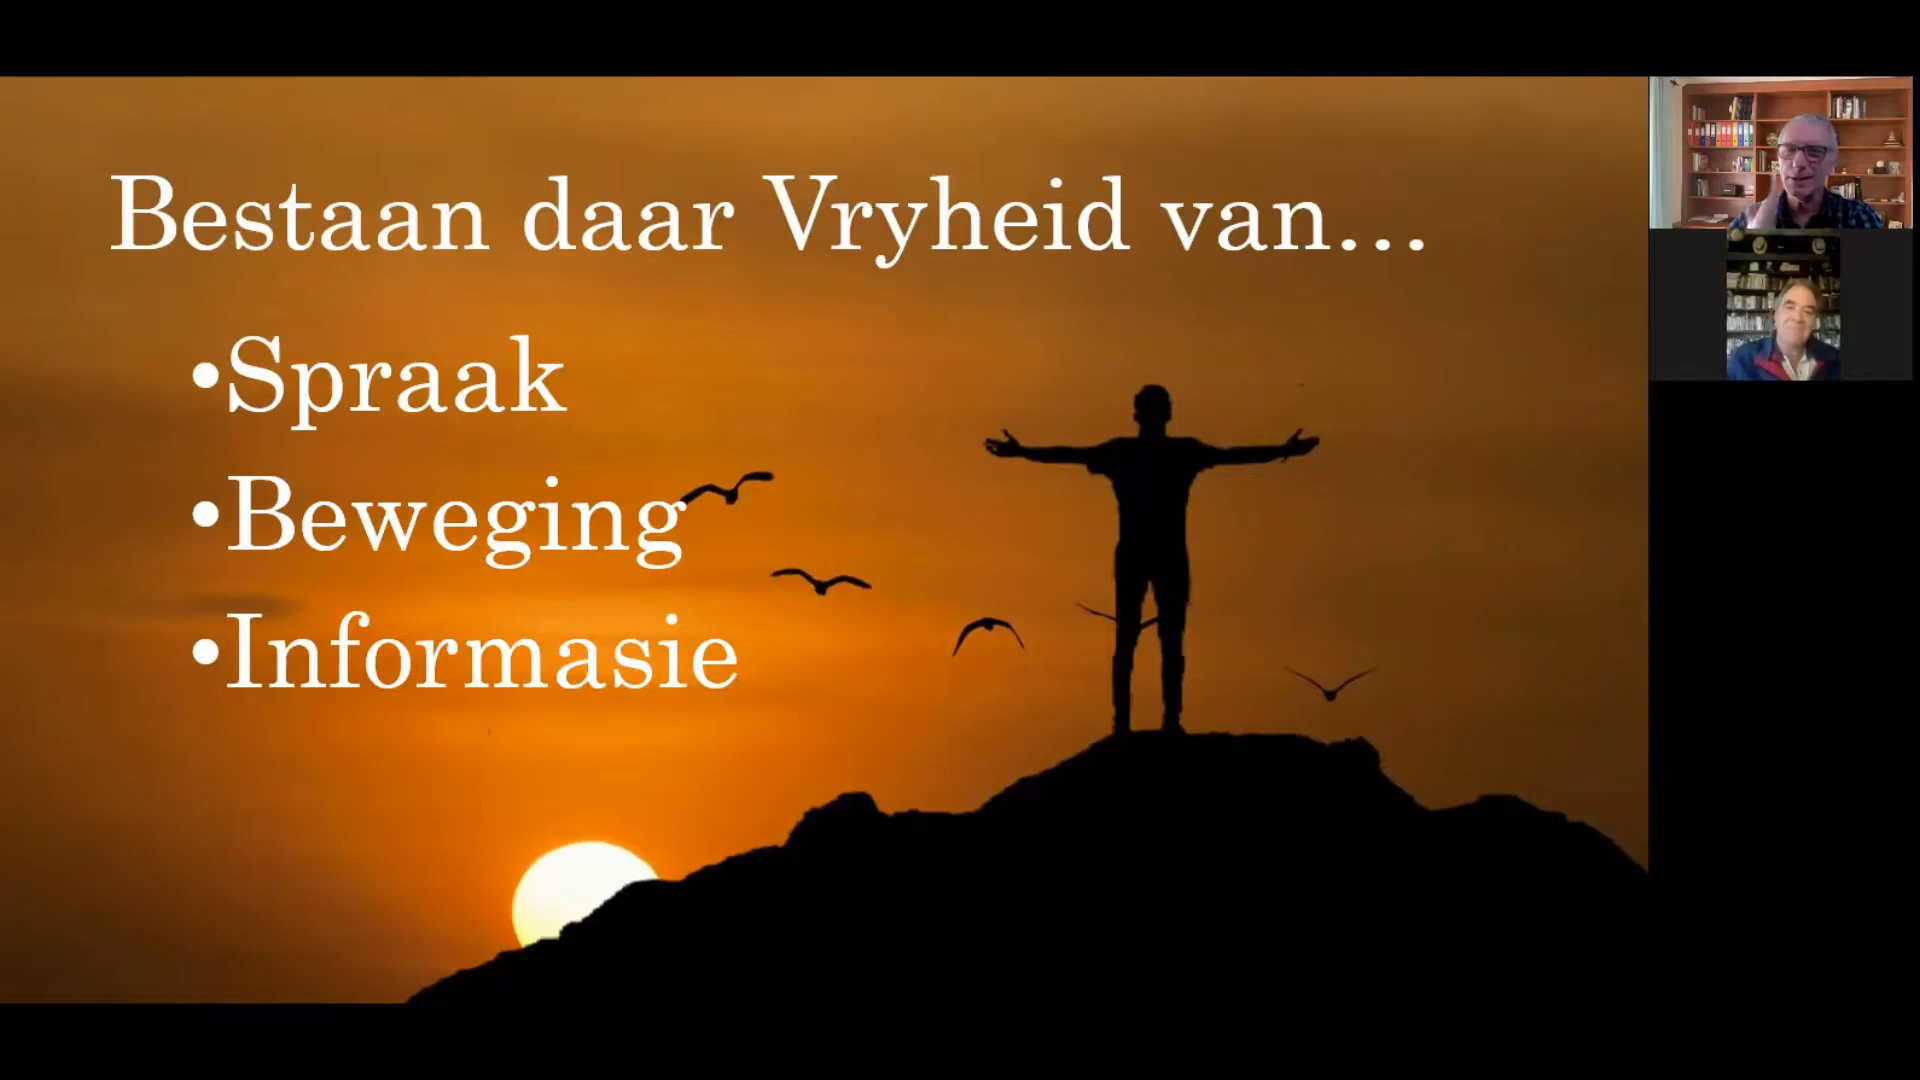 Bestaan daar Vryheid van...
•Spraak
•Beweging
•Informasie